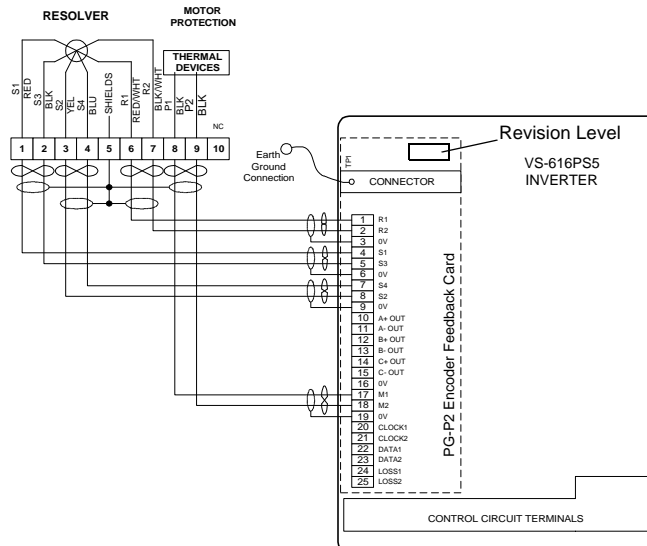 RESOLVER
MOTOR
PROTECTION
THERMAL
DEVICES
S1
RED
S3
BLK
S2
YEL
S4
BLU
SHIELDS
R1
RED/WHT
R2
BLK/WHT
P1
BLK
P2
BLK
NC
1 2 3 4 5 6 7 8 9 10
Earth
Ground
Connection
TPI
CONNECTOR
Revision Level
VS-616PS5
INVERTER
1 R1
2 R2
3 0V
4 S1
5 S3
6 0V
7 S4
8 S2
9 0V
10 A+ OUT
11 A- OUT
12 B+ OUT
13 B- OUT
14 C+ OUT
15 C- OUT
16 0V
17 M1
18 M2
19 0V
20 CLOCK1
21 CLOCK2
22 DATA1
23 DATA2
24 LOSS1
25 LOSS2
PG-P2 Encoder Feedback Card
CONTROL CIRCUIT TERMINALS